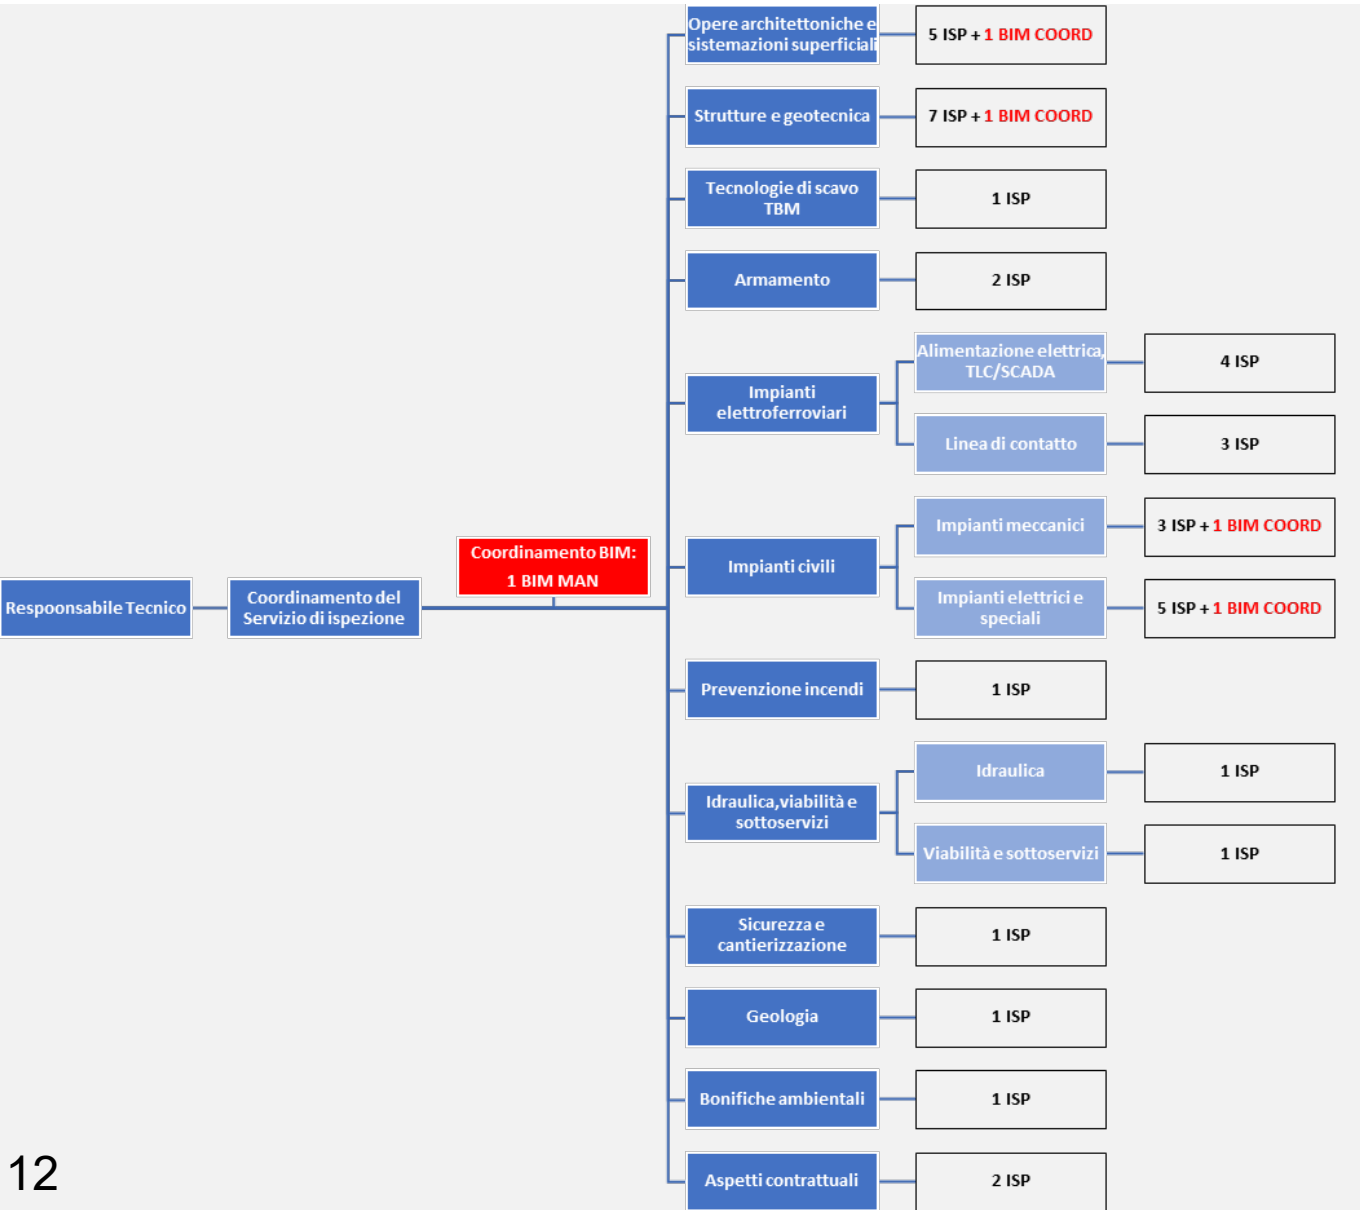 Opere architettoniche e
sistemazioni superficiali
5 ISP + 1 BIM COORD
Strutture e geotecnica
7 ISP + 1 BIM COORD
Tecnologie di scavo
TBM
1 ISP
Armamento
2 ISP
Impianti
elettroferroviari
Alimentazione elettrica,
TLC/SCADA
4 ISP
Linea di contatto
3 ISP
Respoonsabile Tecnico
Coordinamento del
Servizio di ispezione
Coordinamento BIM:
1 BIM MAN
Impianti civili
Impianti meccanici
3 ISP + 1 BIM COORD
Impianti elettrici e
speciali
5 ISP + 1 BIM COORD
Prevenzione incendi
1 ISP
Idraulica,viabilità e
sottoservizi
Idraulica
1 ISP
Viabilità e sottoservizi
1 ISP
Sicurezza e
cantierizzazione
1 ISP
Geologia
1 ISP
Bonifiche ambientali
1 ISP
Aspetti contrattuali
2 ISP
12